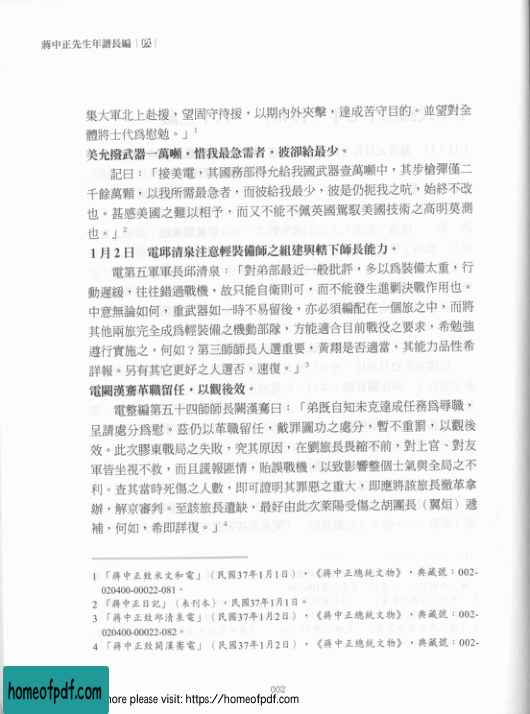 蔣中正先生年譜長編
集大軍北上赴援，望固守待援，以期內外夾擊，達成苦守目的。並望對全
體將士代為慰勉。」1
美允撥武器一萬噸，惜我最急需者，彼卻給最少。
記曰：「接美電，其國務部得允給我國武器壹萬噸中，其步槍彈僅二
千餘萬顆，以我所需最急者，而彼給我最少，彼是仍扼我之吭，始終不改
也。甚感美國之難以相予，而又不能不佩英國駕馭美國技術之高明莫測
也。」2
1月2日　電邱清泉注意輕裝備師之組建與轄下師長能力。
電第五軍軍長邱清泉：「對弟部最近一般批評，多以為裝備太重，行
動遲緩，往往錯過戰機，故只能自衛則可，而不能發生進剿決戰作用也。
中意無論如何，重武器如一時不易留後，亦必須編配在一個旅之中，而將
其他兩旅完全成為輕裝備之機動部隊，方能適合目前戰役之要求，希勉強
遵行實施之，何如？第三師師長人選重要，黃翔是否適當，其能力品性希
詳報。另有其它更好之人選否，速復。」3
電闕漢騫革職留任，以觀後效。
電整編第五十四師師長闕漢騫曰：「弟既自知未克達成任務為辱職，
呈請處分為慰。茲仍以革職留任，戴罪圖功之處分，暫不重罰，以觀後
效。此次膠東戰局之失敗，究其原因，在劉旅長畏縮不前，對上官、對友
軍皆坐視不救，而且謊報匪情，貽誤戰機，以致影響整個士氣與全局之不
利。查其當時死傷之人數，即可證明其罪惡之重大，即應將該旅長撤革拿
辦，解京審判。至該旅長遺缺，最好由此次萊陽受傷之胡團長（翼烜）遞
補，何如，希即詳復。」4
1 「蔣中正致米文和電」（民國37年1月1日），《蔣中正總統文物》，典藏號：002-
020400-00022-081。
2 「蔣中正日記」（未刊本），民國37年1月1日。
3 「蔣中正致邱清泉電」（民國37年1月2日），《蔣中正總統文物》，典藏號：002-
020400-00022-082。
4 「蔣中正致闕漢騫電」（民國37年1月2日），《蔣中正總統文物》，典藏號：002-
002
homeofpdf.com
more please visit: https://homeofpdf.com